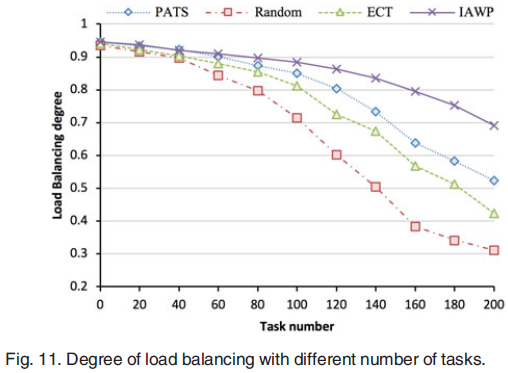 PATS Random ECT IAWP
1
0.9
0.8
0.7
0.6
0.5
0.4
0.3
0.2
Load Balancing degree
0 20 40 60 80 100 120 140 160 180 200
Task number
Fig. 11. Degree of load balancing with different number of tasks.